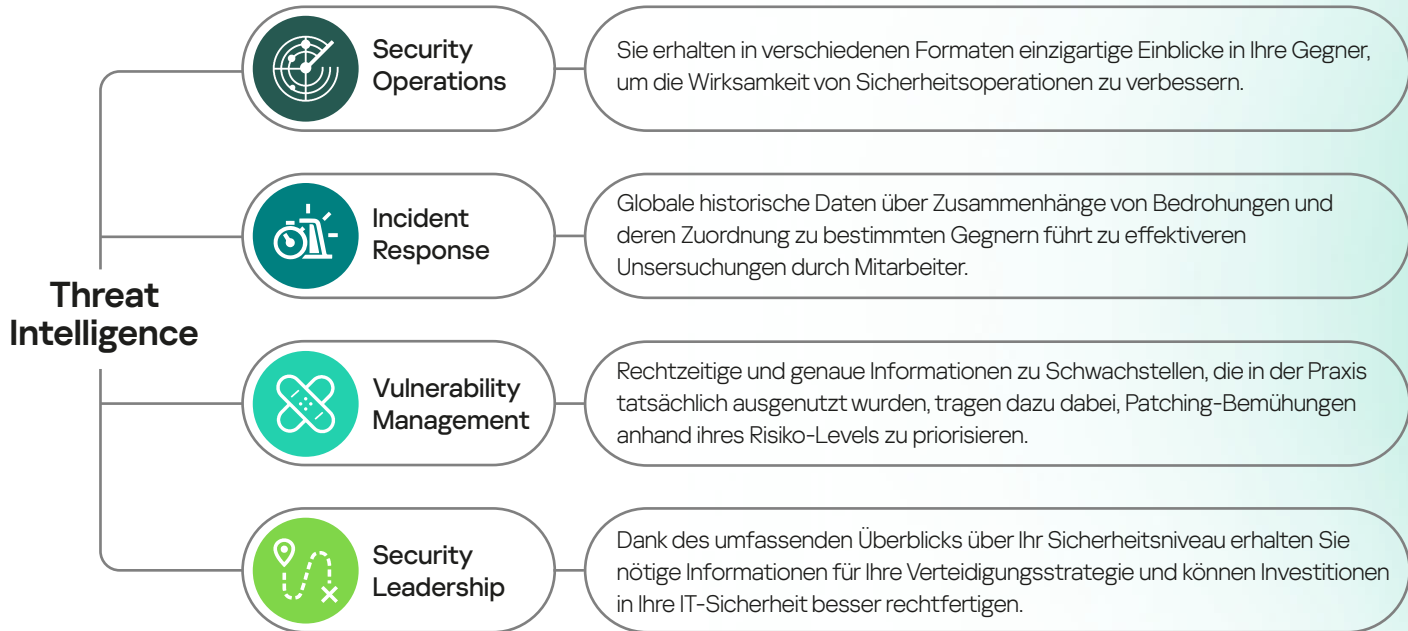 Threat
Intelligence
Security
Operations
Sie erhalten in verschiedenen Formaten einzigartige Einblicke in Ihre Gegner,
um die Wirksamkeit von Sicherheitsoperationen zu verbessern.
Incident
Response
Globale historische Daten über Zusammenhänge von Bedrohungen und
deren Zuordnung zu bestimmten Gegnern führt zu effektiveren
Unsersuchungen durch Mitarbeiter.
Vulnerability
Management
Rechtzeitige und genaue Informationen zu Schwachstellen, die in der Praxis
tatsächlich ausgenutzt wurden, tragen dazu dabei, Patching-Bemühungen
anhand ihres Risiko-Levels zu priorisieren.
Security
Leadership
Dank des umfassenden Überblicks über Ihr Sicherheitsniveau erhalten Sie
nötige Informationen für Ihre Verteidigungsstrategie und können Investitionen
in Ihre IT-Sicherheit besser rechtfertigen.